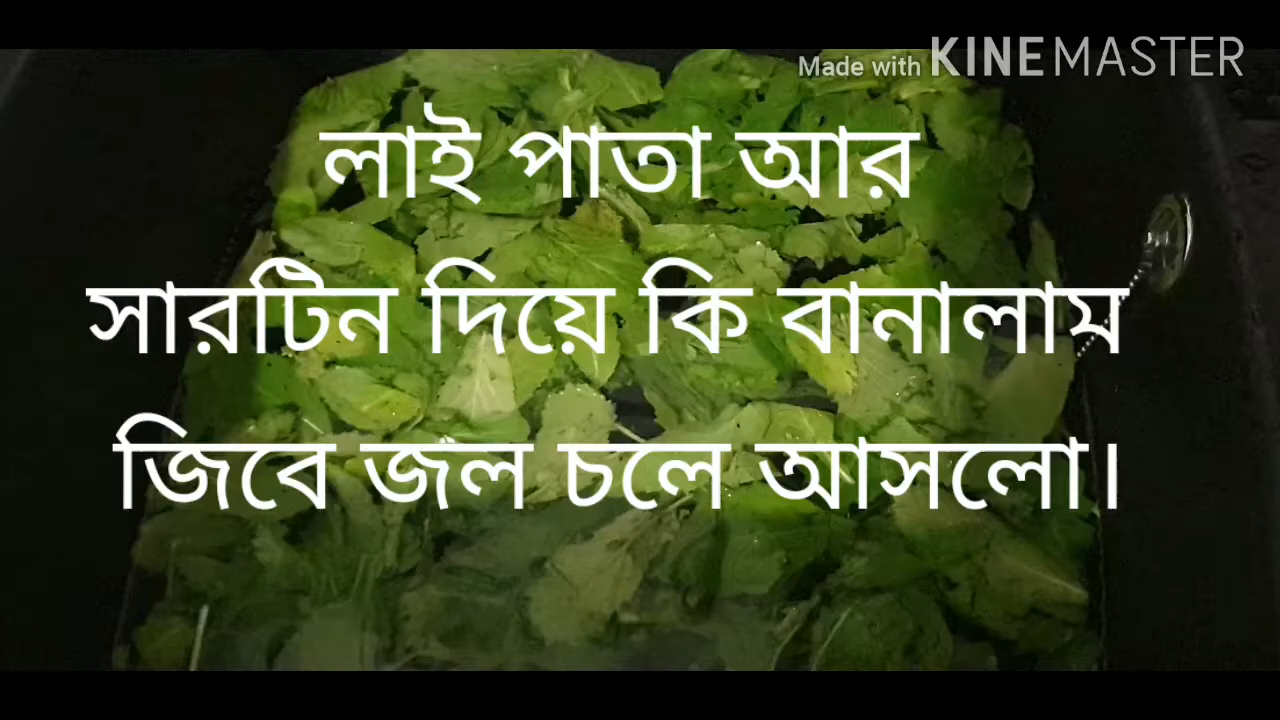 Made with KINEMASTER
লাই পাতা আর
সারটিন দিয়ে কি বানালাম
জিবে জল চলে আসলো।